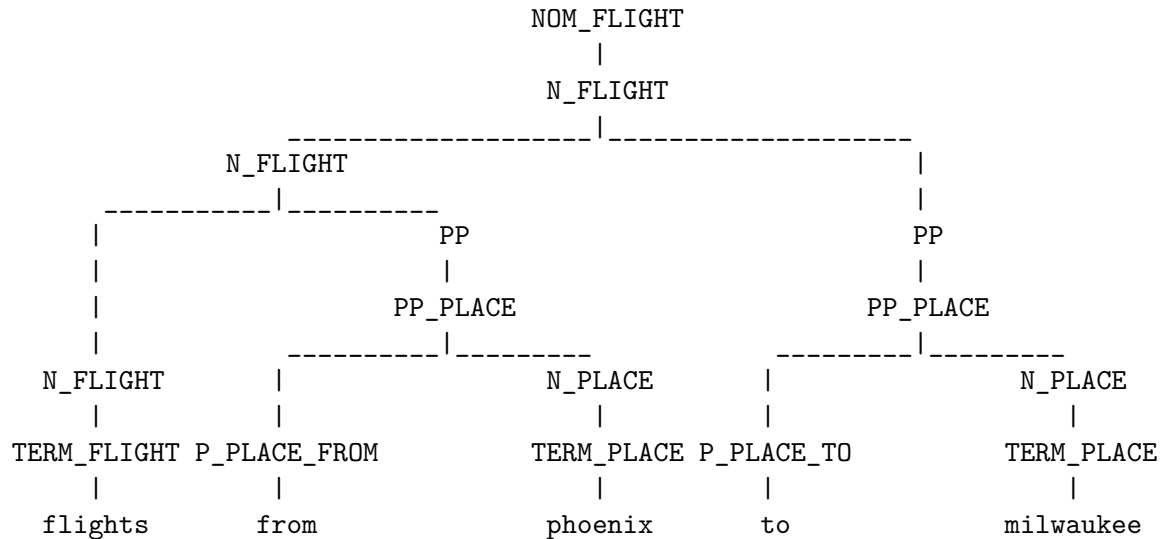 NOM_FLIGHT
N_FLIGHT
N_FLIGHT
PP PP
PP_PLACE PP_PLACE
N_FLIGHT N_PLACE N_PLACE
TERM_FLIGHT P_PLACE_FROM TERM_PLACE P_PLACE_TO TERM_PLACE
flights from phoenix to milwaukee